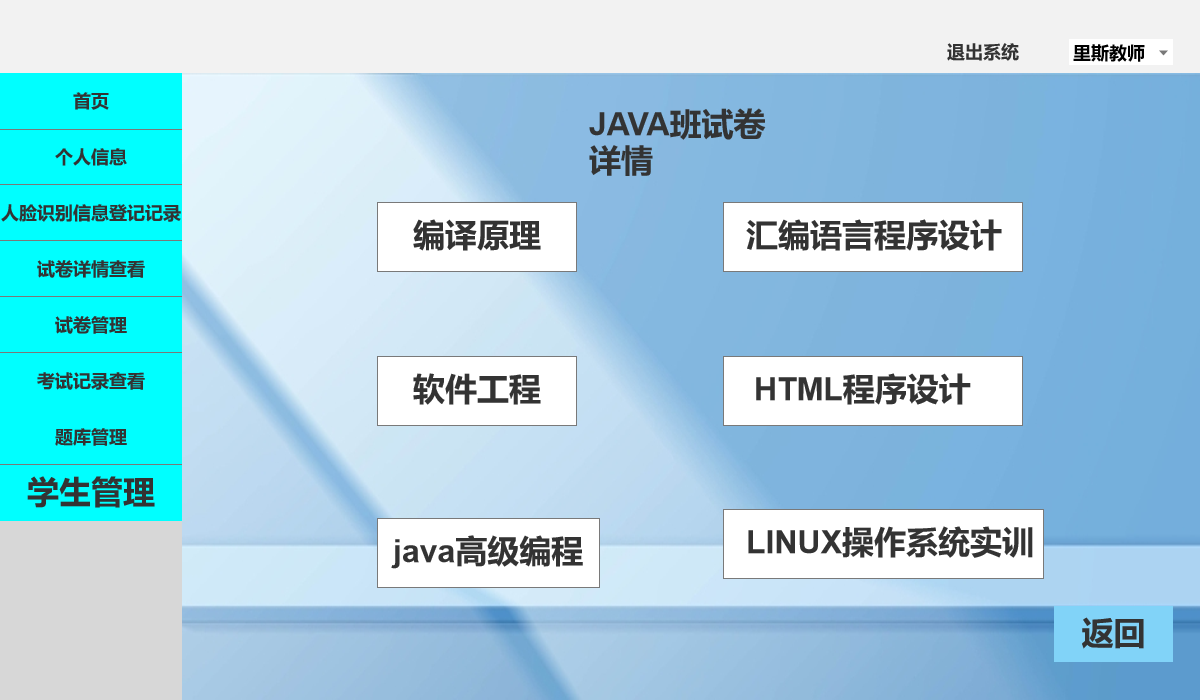 退出系统
里斯教师
首页
个人信息
人脸识别信息登记记录
试卷详情查看
试卷管理
考试记录查看
题库管理
学生管理
JAVA班试卷
详情
编译原理
汇编语言程序设计
软件工程
HTML程序设计
java高级编程
LINUX操作系统实训
返回